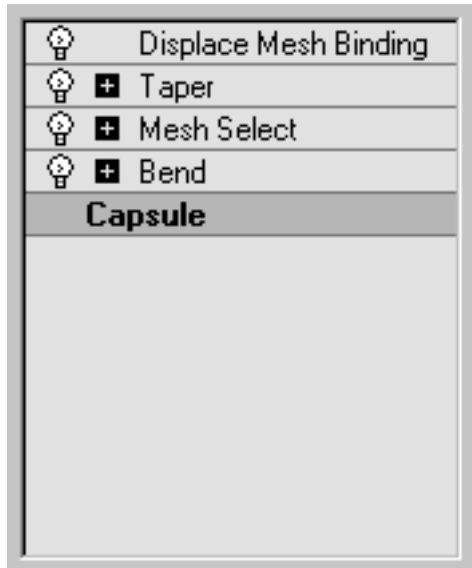 Displace Mesh Binding
Taper
Mesh Select
Bend
Capsule